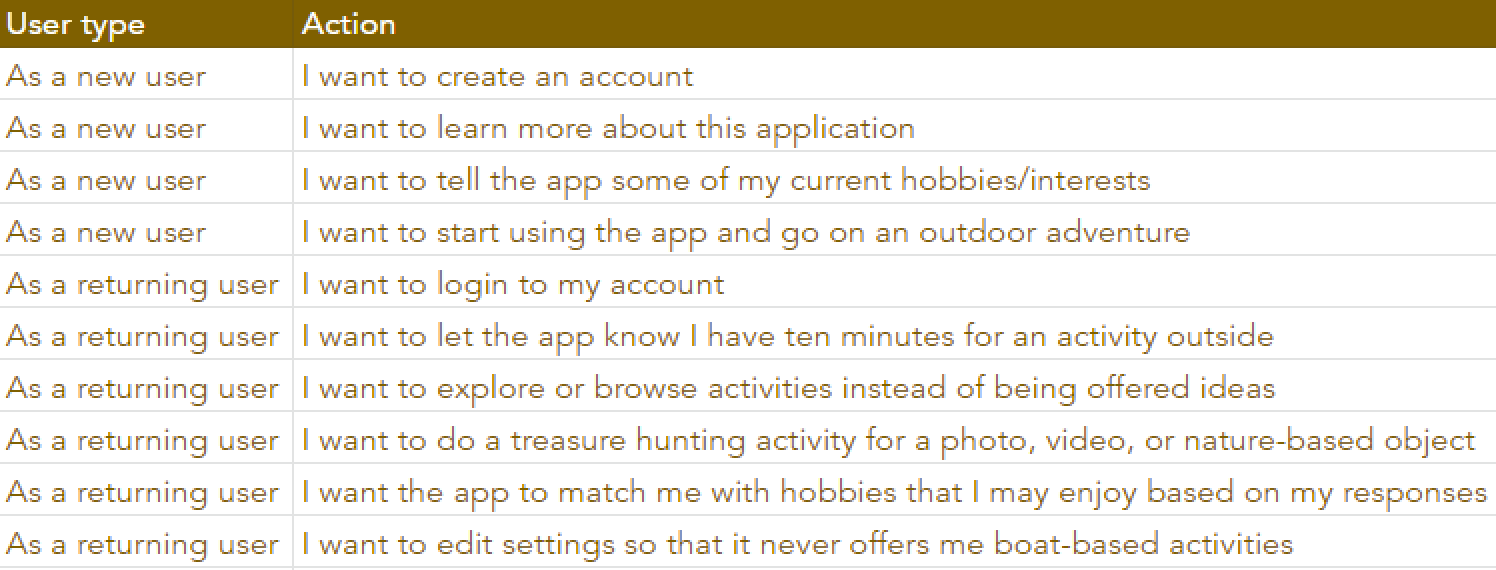 User type Action
As a new user I want to create an account
As a new user I want to learn more about this application
As a new user I want to tell the app some of my current hobbies/interests
As a new user I want to start using the app and go on an outdoor adventure
As a returning user I want to login to my account
As a returning user I want to let the app know I have ten minutes for an activity outside
As a returning user I want to explore or browse activities instead of being offered ideas
As a returning user I want to do a treasure hunting activity for a photo, video, or nature-based object
As a returning user I want the app to match me with hobbies that I may enjoy based on my responses
As a returning user I want to edit settings so that it never offers me boat-based activities